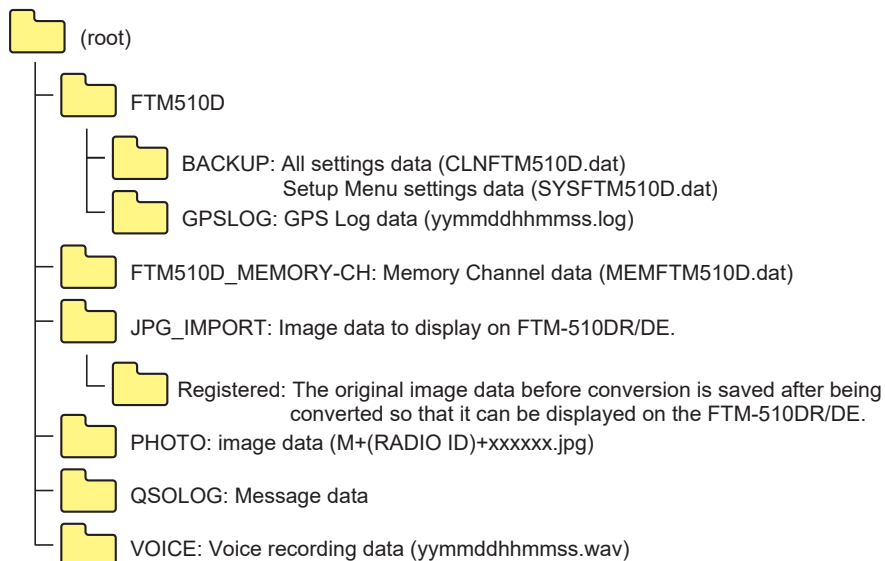 (root)
FTM510D
BACKUP: All settings data (CLNFTM510D.dat)
Setup Menu settings data (SYSFTM510D.dat)
GPSLOG: GPS Log data (yymmddhhmmss.log)
FTM510D_MEMORY-CH: Memory Channel data (MEMFTM510D.dat)
JPG_IMPORT: Image data to display on FTM-510DR/DE.
Registered: The original image data before conversion is saved after being
converted so that it can be displayed on the FTM-510DR/DE.
PHOTO: image data (M+(RADIO ID)+xxxxxx.jpg)
QSOLOG: Message data
VOICE: Voice recording data (yymmddhhmmss.wav)